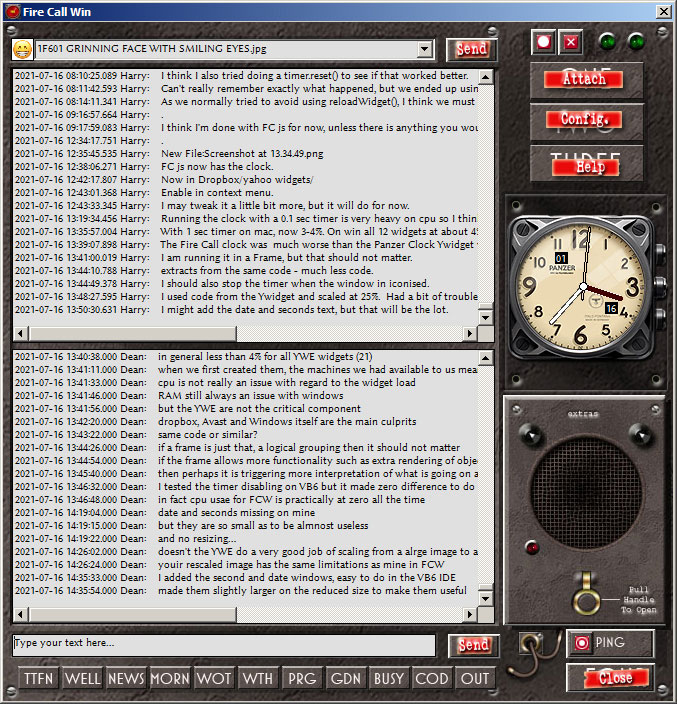 Fire Call Win
1F601 GRINNING FACE WITH SMILING EYES.jpg
Send
2021-07-16 08:10:25.089 Harry: I think I also tried doing a timer.reset() to see if that worked better.
2021-07-16 08:11:42.593 Harry: Can't really remember exactly what happened, but we ended up usin
2021-07-16 08:14:11.341 Harry: As we normally tried to avoid using reloadWidget(), I think we must
2021-07-16 09:16:57.664 Harry: .
2021-07-16 09:17:59.083 Harry: I think I'm done with FC js for now, unless there is anything you wou
2021-07-16 12:34:17.751 Harry: .
2021-07-16 12:35:45.535 Harry: New File:Screenshot at 13.34.49.png
2021-07-16 12:38:06.271 Harry: FC js now has the clock.
2021-07-16 12:42:17.807 Harry: Now in Dropbox/yahoo widgets/
2021-07-16 12:43:01.368 Harry: Enable in context menu.
2021-07-16 12:43:33.345 Harry: I may tweak it a little bit more, but it will do for now.
2021-07-16 13:19:34.456 Harry: Running the clock with a 0.1 sec timer is very heavy on cpu so I thin
2021-07-16 13:35:57.004 Harry: With 1 sec timer on mac, now 3-4%. On win all 12 widgets at about 4%
2021-07-16 13:39:07.898 Harry: The Fire Call clock was much worse than the Panzer Clock Ywidget
2021-07-16 13:41:00.019 Harry: I am running it in a Frame, but that should not matter.
2021-07-16 13:44:10.788 Harry: extracts from the same code - much less code.
2021-07-16 13:44:49.378 Harry: I should also stop the timer when the window in iconised.
2021-07-16 13:48:27.595 Harry: I used code from the Ywidget and scaled at 25%. Had a bit of trouble
2021-07-16 13:50:30.631 Harry: I might add the date and seconds text, but that will be the lot.
2021-07-16 13:40:38.000 Dean: in general less than 4% for all YWE widgets (21)
2021-07-16 13:41:11.000 Dean: when we first created them, the machines we had available to us mea
2021-07-16 13:41:33.000 Dean: cpu is not really an issue with regard to the widget load
2021-07-16 13:41:46.000 Dean: RAM still always an issue with windows
2021-07-16 13:41:56.000 Dean: but the YWE are not the critical component
2021-07-16 13:42:20.000 Dean: dropbox, Avast and Windows itself are the main culprits
2021-07-16 13:43:22.000 Dean: same code or similar?
2021-07-16 13:44:26.000 Dean: if a frame is just that, a logical grouping then it should not matter
2021-07-16 13:44:54.000 Dean: if the frame allows more functionality such as extra rendering of obje
2021-07-16 13:45:40.000 Dean: then perhaps it is triggering more interpretation of what is going on a
2021-07-16 13:46:32.000 Dean: I tested the timer disabling on VB6 but it made zero difference to do
2021-07-16 13:46:48.000 Dean: in fact cpu usae for FCW is practically at zero all the time
2021-07-16 14:19:04.000 Dean: date and seconds missing on mine
2021-07-16 14:19:15.000 Dean: but they are so small as to be almnost useless
2021-07-16 14:19:22.000 Dean: and no resizing...
2021-07-16 14:26:02.000 Dean: doesn't the YWE do a very good job of scaling from a alrge image to a
2021-07-16 14:26:24.000 Dean: youir rescaled image has the same limitations as mine in FCW
2021-07-16 14:35:33.000 Dean: I added the second and date windows, easy to do in the VB6 IDE
2021-07-16 14:35:54.000 Dean: made them slightly larger on the reduced size to make them useful
Type your text here...
Send
TTFN WELL NEWS MORN WOT WTH PRG GDN BUSY COD OUT
Attach
Config.
Help
12
01
PANZER
16
extras
Pull
Handle
To Open
PING
Close